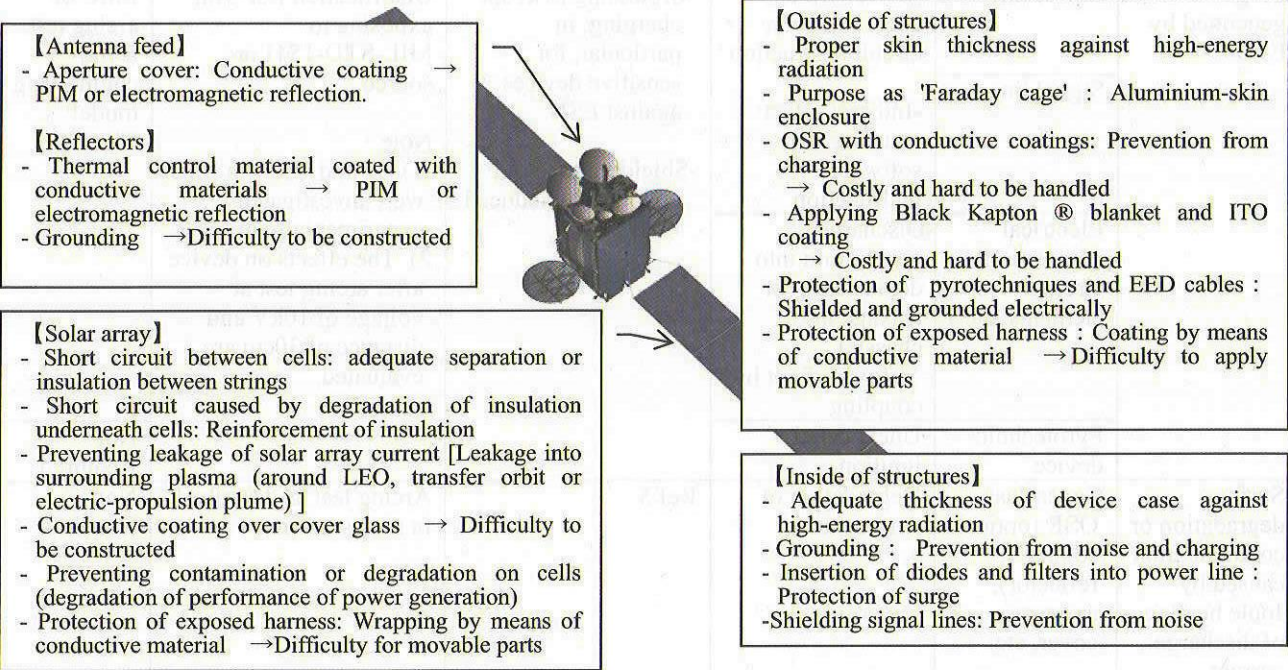 【Antenna feed】
- Aperture cover: Conductive coating →
PIM or electromagnetic reflection.
【Reflectors】
- Thermal control material coated with
conductive materials → PIM or
electromagnetic reflection
- Grounding →Difficulty to be constructed
【Solar array】
- Short circuit between cells: adequate separation or
insulation between strings
- Short circuit caused by degradation of insulation
underneath cells: Reinforcement of insulation
- Preventing leakage of solar array current [Leakage into
surrounding plasma (around LEO, transfer orbit or
electric-propulsion plume) ]
- Conductive coating over cover glass → Difficulty to
be constructed
- Preventing contamination or degradation on cells
(degradation of performance of power generation)
- Protection of exposed harness: Wrapping by means of
conductive material →Difficulty for movable parts
【Outside of structures】
- Proper skin thickness against high-energy
radiation
- Purpose as 'Faraday cage' : Aluminium-skin
enclosure
- OSR with conductive coatings: Prevention from
charging
→ Costly and hard to be handled
- Applying Black Kapton ® blanket and ITO
coating
→ Costly and hard to be handled
- Protection of pyrotechniques and EED cables :
Shielded and grounded electrically
- Protection of exposed harness : Coating by means
of conductive material →Difficulty to apply
movable parts
【Inside of structures】
- Adequate thickness of device case against
high-energy radiation
- Grounding : Prevention from noise and charging
- Insertion of diodes and filters into power line :
Protection of surge
-Shielding signal lines: Prevention from noise